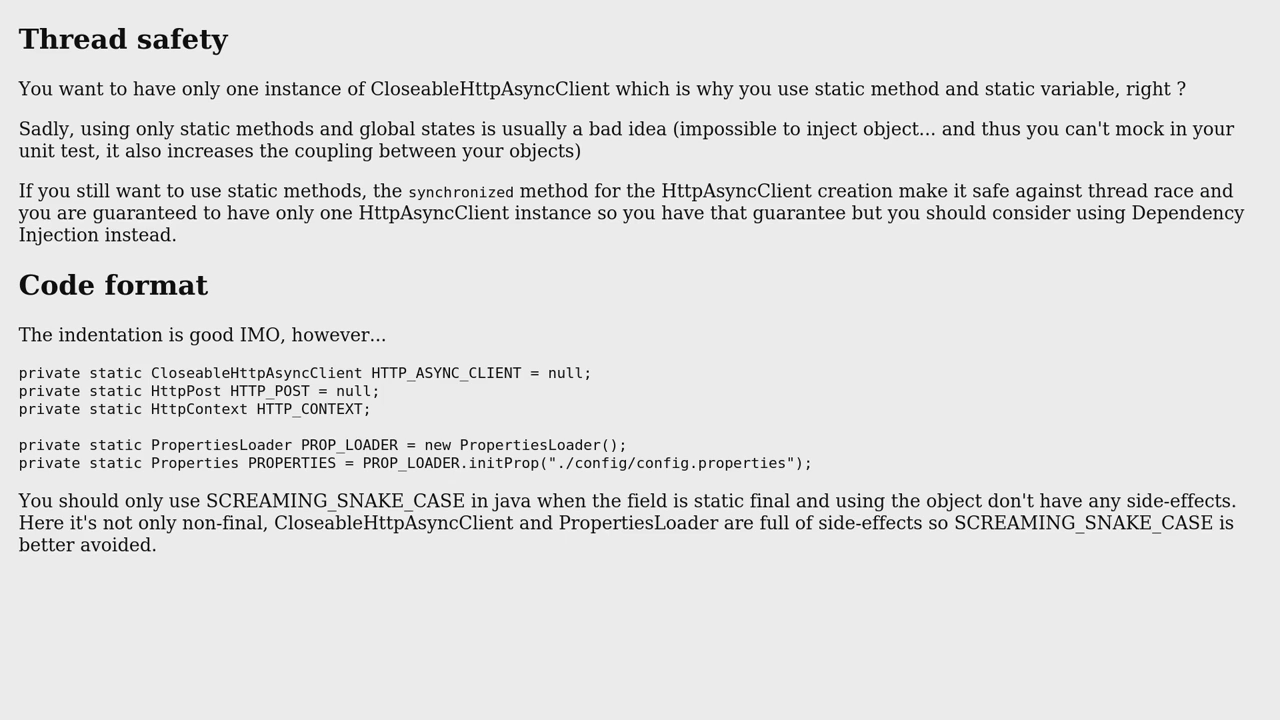 Thread safety
You want to have only one instance of CloseableHttpAsyncClient which is why you use static method and static variable, right ?
Sadly, using only static methods and global states is usually a bad idea (impossible to inject object... and thus you can't mock in your
unit test, it also increases the coupling between your objects)
If you still want to use static methods, the synchronized method for the HttpAsyncClient creation make it safe against thread race and
you are guaranteed to have only one HttpAsyncClient instance so you have that guarantee but you should consider using Dependency
Injection instead.
Code format
The indentation is good IMO, however...
private static CloseableHttpAsyncClient HTTP_ASYNC_CLIENT = null;
private static HttpPost HTTP_POST = null;
private static HttpContext HTTP_CONTEXT;
private static PropertiesLoader PROP_LOADER = new PropertiesLoader();
private static Properties PROPERTIES = PROP_LOADER.initProp("./config/config.properties");
You should only use SCREAMING_SNAKE_CASE in java when the field is static final and using the object don't have any side-effects.
Here it's not only non-final, CloseableHttpAsyncClient and PropertiesLoader are full of side-effects so SCREAMING_SNAKE_CASE is
better avoided.